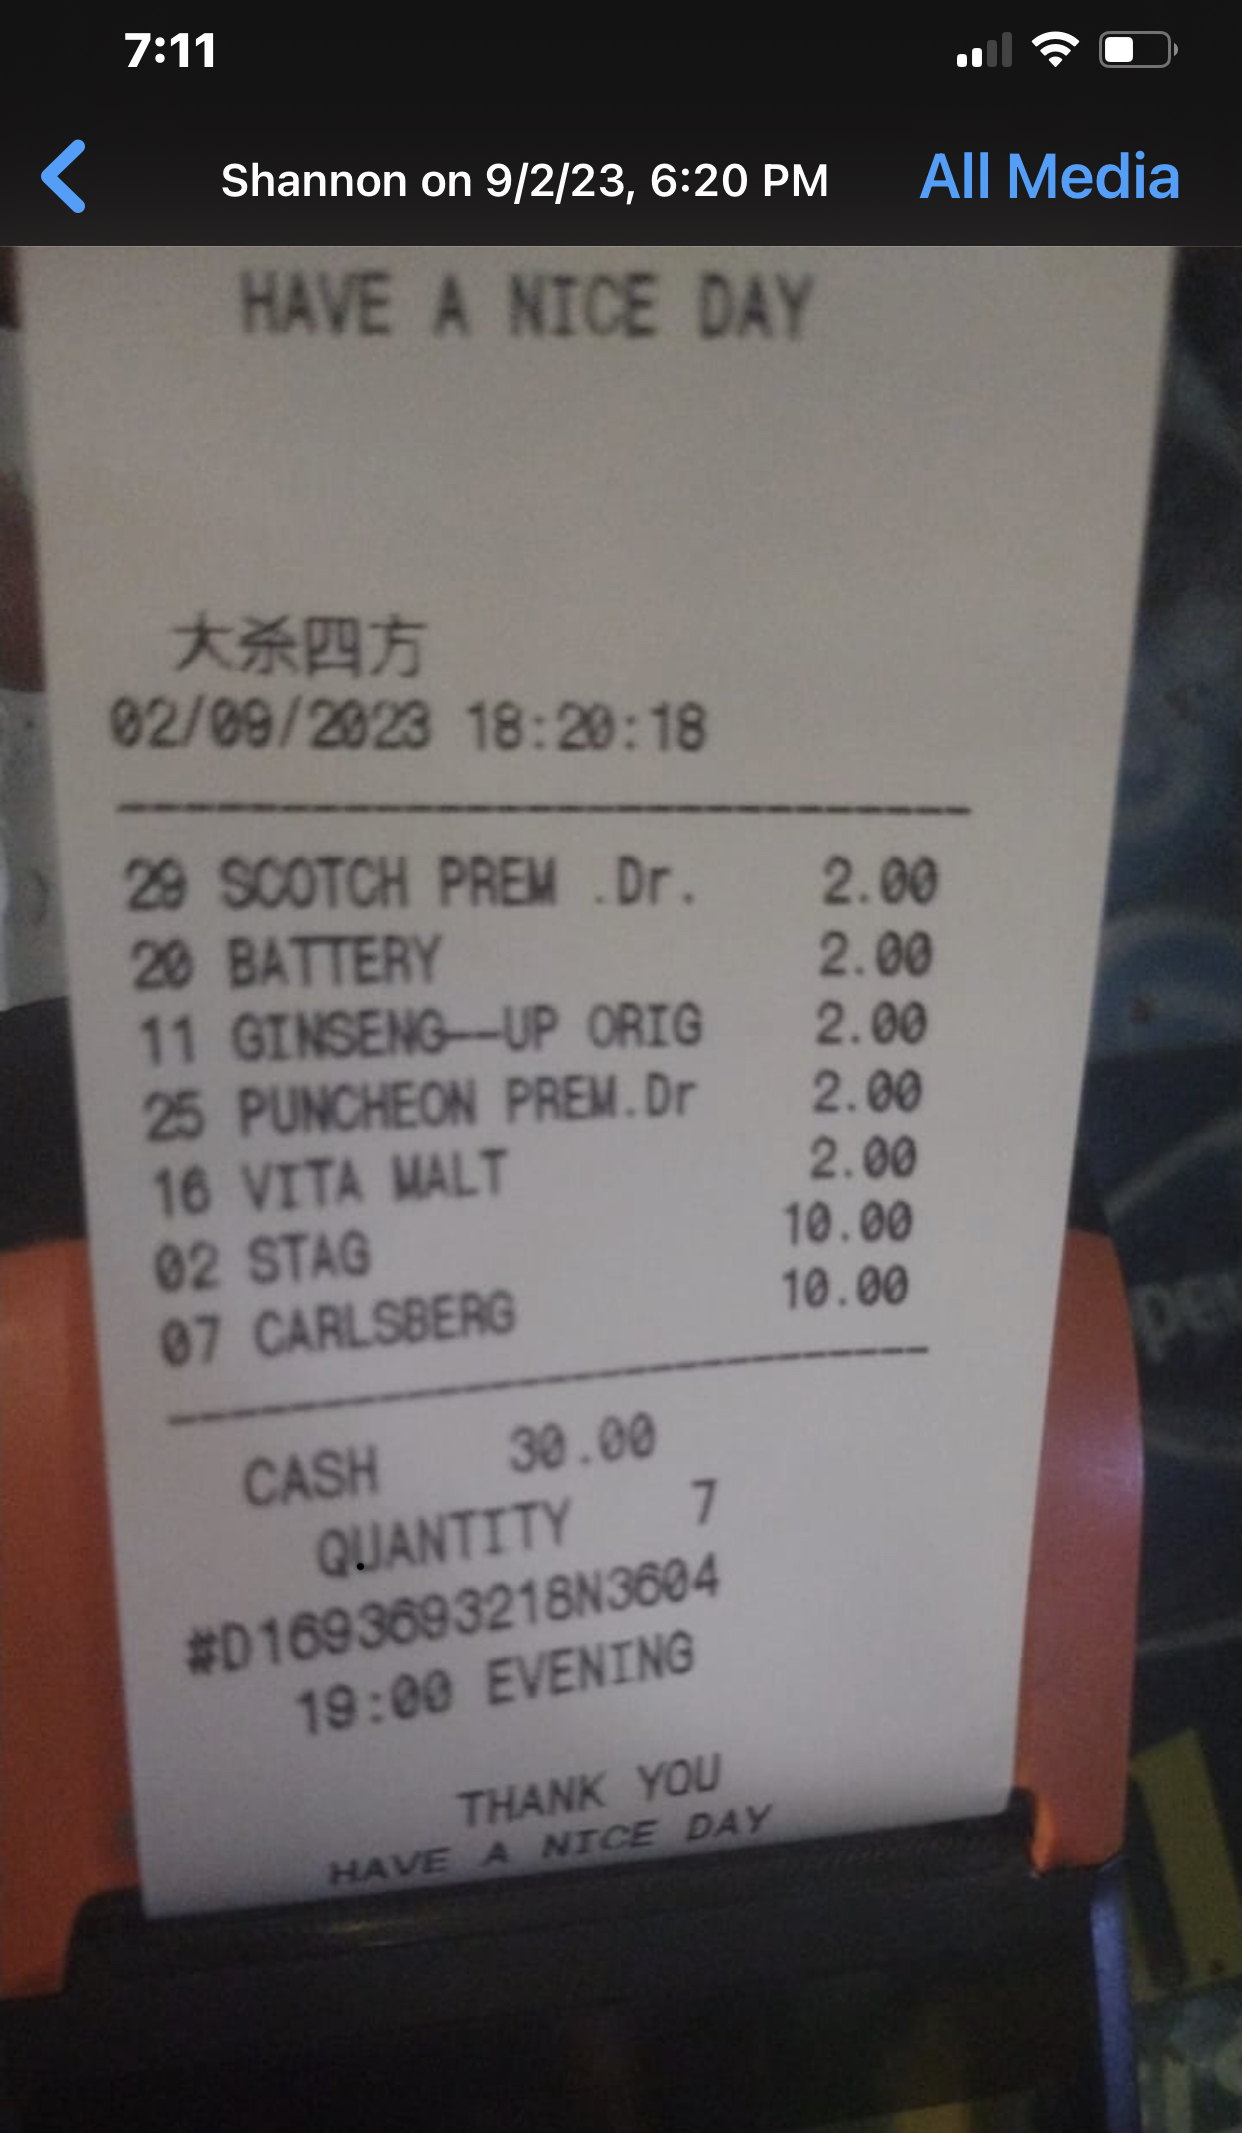 7:11
Shannon on 9/2/23, 6:20 PM
All Media
HAVE A NICE DAY
大杀四方
02/09/2023 18:20:18
29 SCOTCH PREM .Dr. 2.00
20 BATTERY 2.00
11 GINSENG—UP ORIG 2.00
25 PUNCHEON PREM.Dr 2.00
16 VITA MALT 2.00
02 STAG 10.00
07 CARLSBERG 10.00
CASH 30.00
QUANTITY 7
#D1693693218N3604
19:00 EVENING
THANK YOU
HAVE A NICE DAY